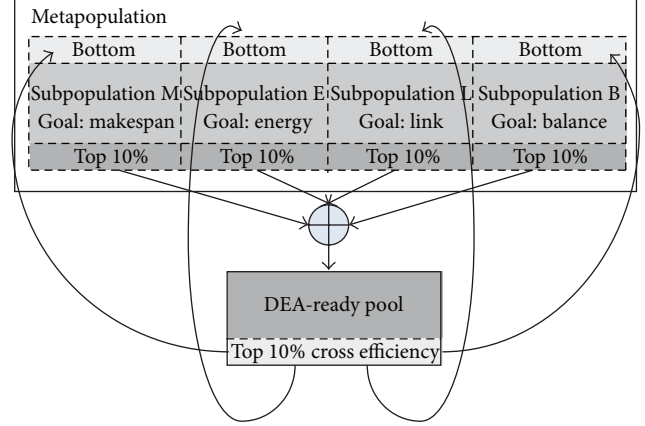 Metapopulation
Bottom Bottom Bottom Bottom
Subpopulation M Subpopulation E Subpopulation L Subpopulation B
Goal: makespan Goal: energy Goal: link Goal: balance
Top 10% Top 10% Top 10% Top 10%
DEA-ready pool
Top 10% cross efficiency